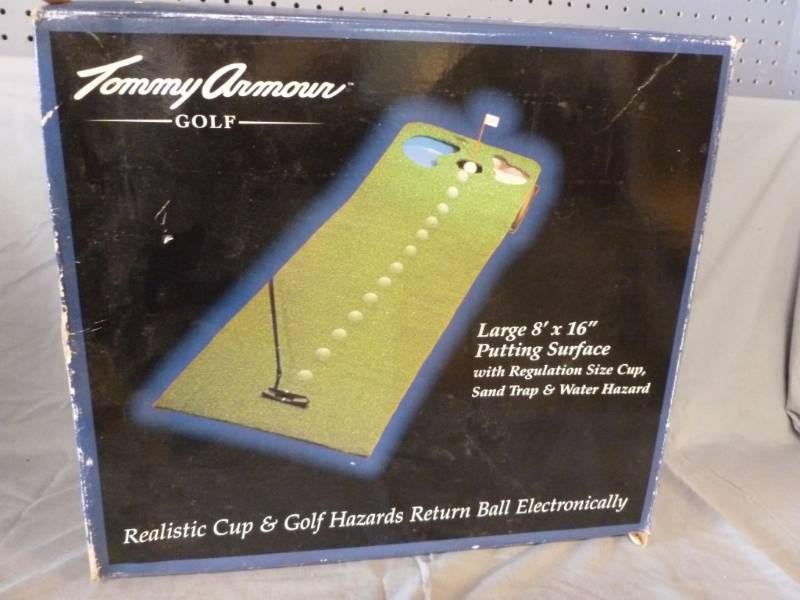 Tommy Armour™
GOLF
Large 8' x 16"
Putting Surface
with Regulation Size Cup,
Sand Trap & Water Hazard
Realistic Cup & Golf Hazards Return Ball Electronically